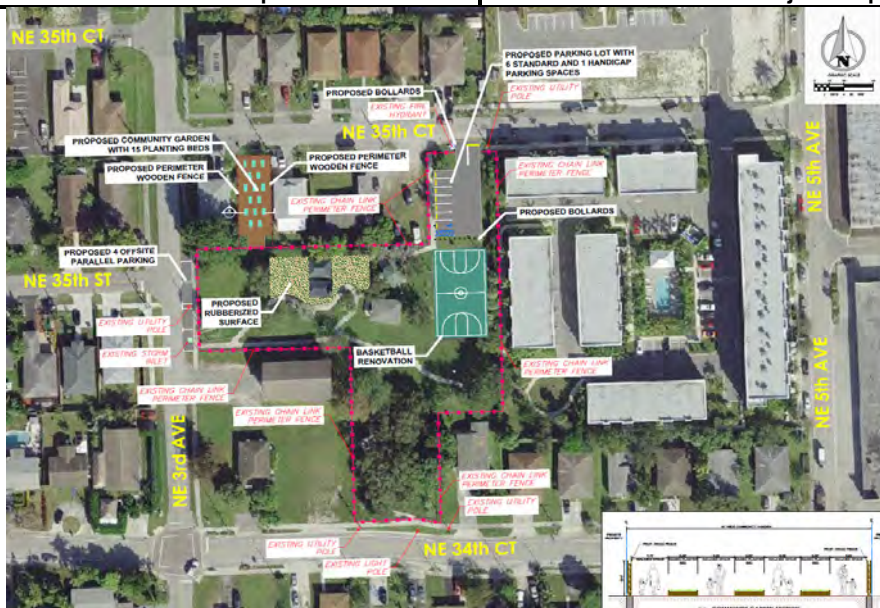 NE 35th CT
N
GRAPHIC SCALE
PROPOSED PARKING LOT WITH
6 STANDARD AND 1 HANDICAP
PARKING SPACES
PROPOSED BOLLARDS
EXISTING UTILITY
POLE
EXISTING FIRE
HYDRANT
NE 35th CT
PROPOSED COMMUNITY GARDEN
WITH 15 PLANTING BEDS
PROPOSED PERIMETER
WOODEN FENCE
PROPOSED PERIMETER
WOODEN FENCE
EXISTING CHAIN LINK
PERIMETER FENCE
EXISTING CHAIN LINK
PERIMETER FENCE
NE 5th AVE
PROPOSED BOLLARDS
PROPOSED 4 OFFSITE
PARALLEL PARKING
NE 35th ST
PROPOSED
RUBBERIZED
SURFACE
EXISTING UTILITY
POLE
EXISTING STORM
INLET
BASKETBALL
RENOVATION
EXISTING CHAIN LINK
PERIMETER FENCE
EXISTING CHAIN LINK
PERIMETER FENCE
EXISTING CHAIN LINK
PERIMETER FENCE
NE 5th AVE
NE 3rd AVE
EXISTING CHAIN LINK
PERIMETER FENCE
EXISTING UTILITY
POLE
EXISTING UTILITY
POLE
NE 34th CT
EXISTING LIGHT
POLE